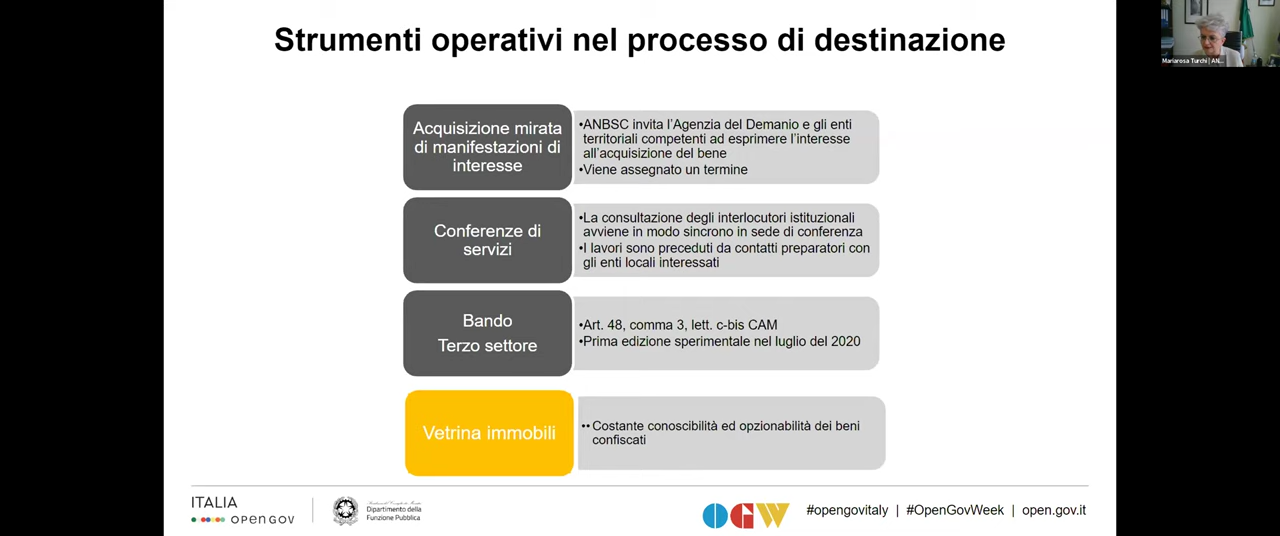 Strumenti operativi nel processo di destinazione
Mariarosa Turchi | AN...
Acquisizione mirata
di manifestazioni di
interesse
•ANBSC invita l'Agenzia del Demanio e gli enti
territoriali competenti ad esprimere l'interesse
all'acquisizione del bene
•Viene assegnato un termine
Conferenze di
servizi
•La consultazione degli interlocutori istituzionali
avviene in modo sincrono in sede di conferenza
•I lavori sono preceduti da contatti preparatori con
gli enti locali interessati
Bando
Terzo settore
•Art. 48, comma 3, lett. c-bis CAM
•Prima edizione sperimentale nel luglio del 2020
Vetrina immobili
•• Costante conoscibilità ed opzionabilità dei beni
confiscati
ITALIA
OPEN GOV
Dipartimento della
Funzione Pubblica
OGW
#opengovitaly | #OpenGovWeek | open.gov.it